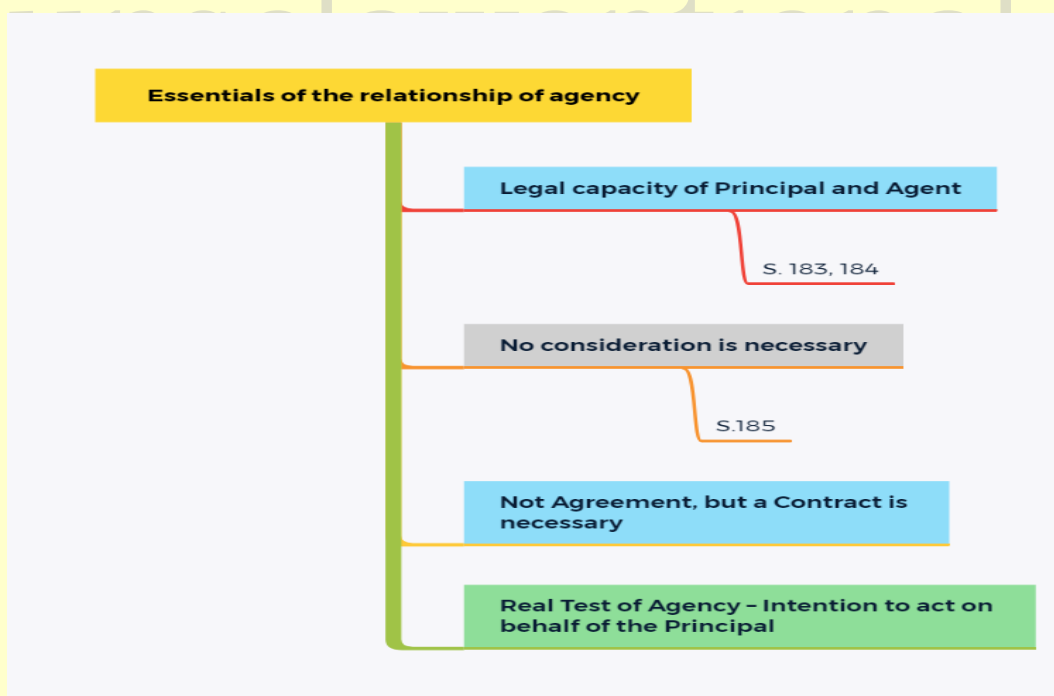 Essentials of the relationship of agency
Legal capacity of Principal and Agent
S. 183, 184
No consideration is necessary
S.185
Not Agreement, but a Contract is
necessary
Real Test of Agency – Intention to act on
behalf of the Principal